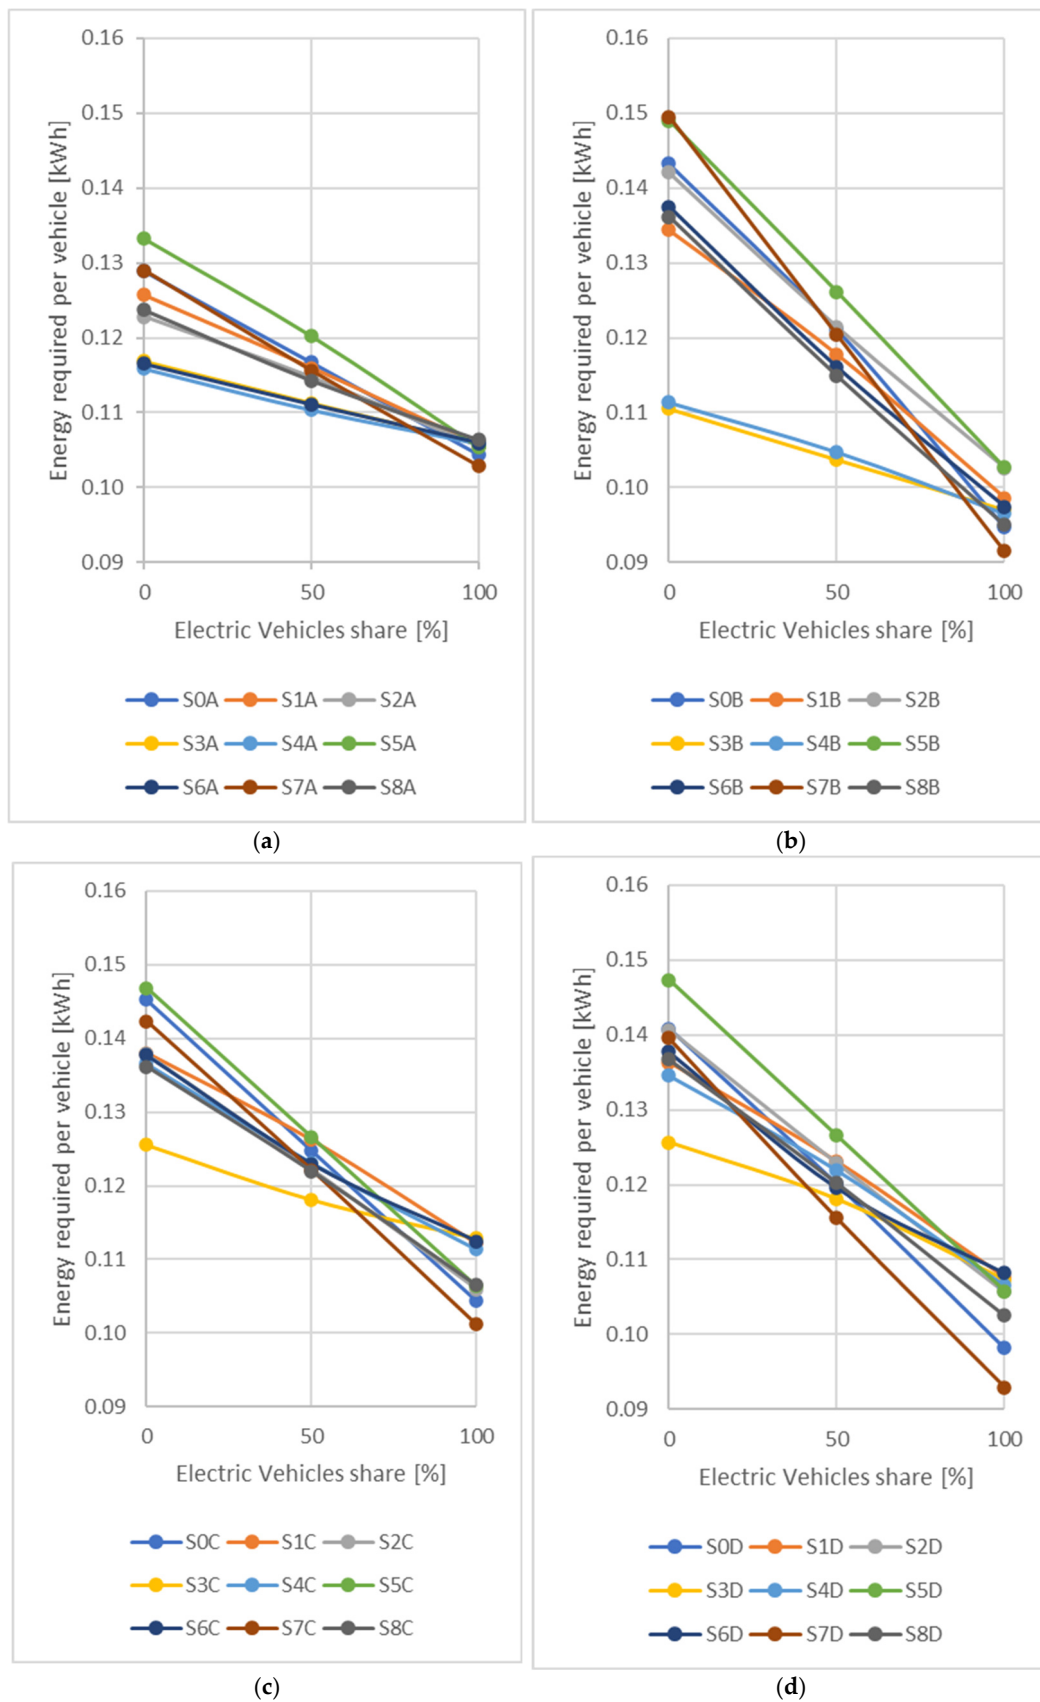 0.16
0.15
0.14
0.13
0.12
0.11
0.10
0.09
Energy required per vehicle [kWh]
0 50 100
Electric Vehicles share [%]
S0A S1A S2A
S3A S4A S5A
S6A S7A S8A
(a)
0.16
0.15
0.14
0.13
0.12
0.11
0.10
0.09
Energy required per vehicle [kWh]
0 50 100
Electric Vehicles share [%]
S0B S1B S2B
S3B S4B S5B
S6B S7B S8B
(b)
0.16
0.15
0.14
0.13
0.12
0.11
0.10
0.09
Energy required per vehicle [kWh]
0 50 100
Electric Vehicles share [%]
S0C S1C S2C
S3C S4C S5C
S6C S7C S8C
(c)
0.16
0.15
0.14
0.13
0.12
0.11
0.10
0.09
Energy required per vehicle [kWh]
0 50 100
Electric Vehicles share [%]
S0D S1D S2D
S3D S4D S5D
S6D S7D S8D
(d)